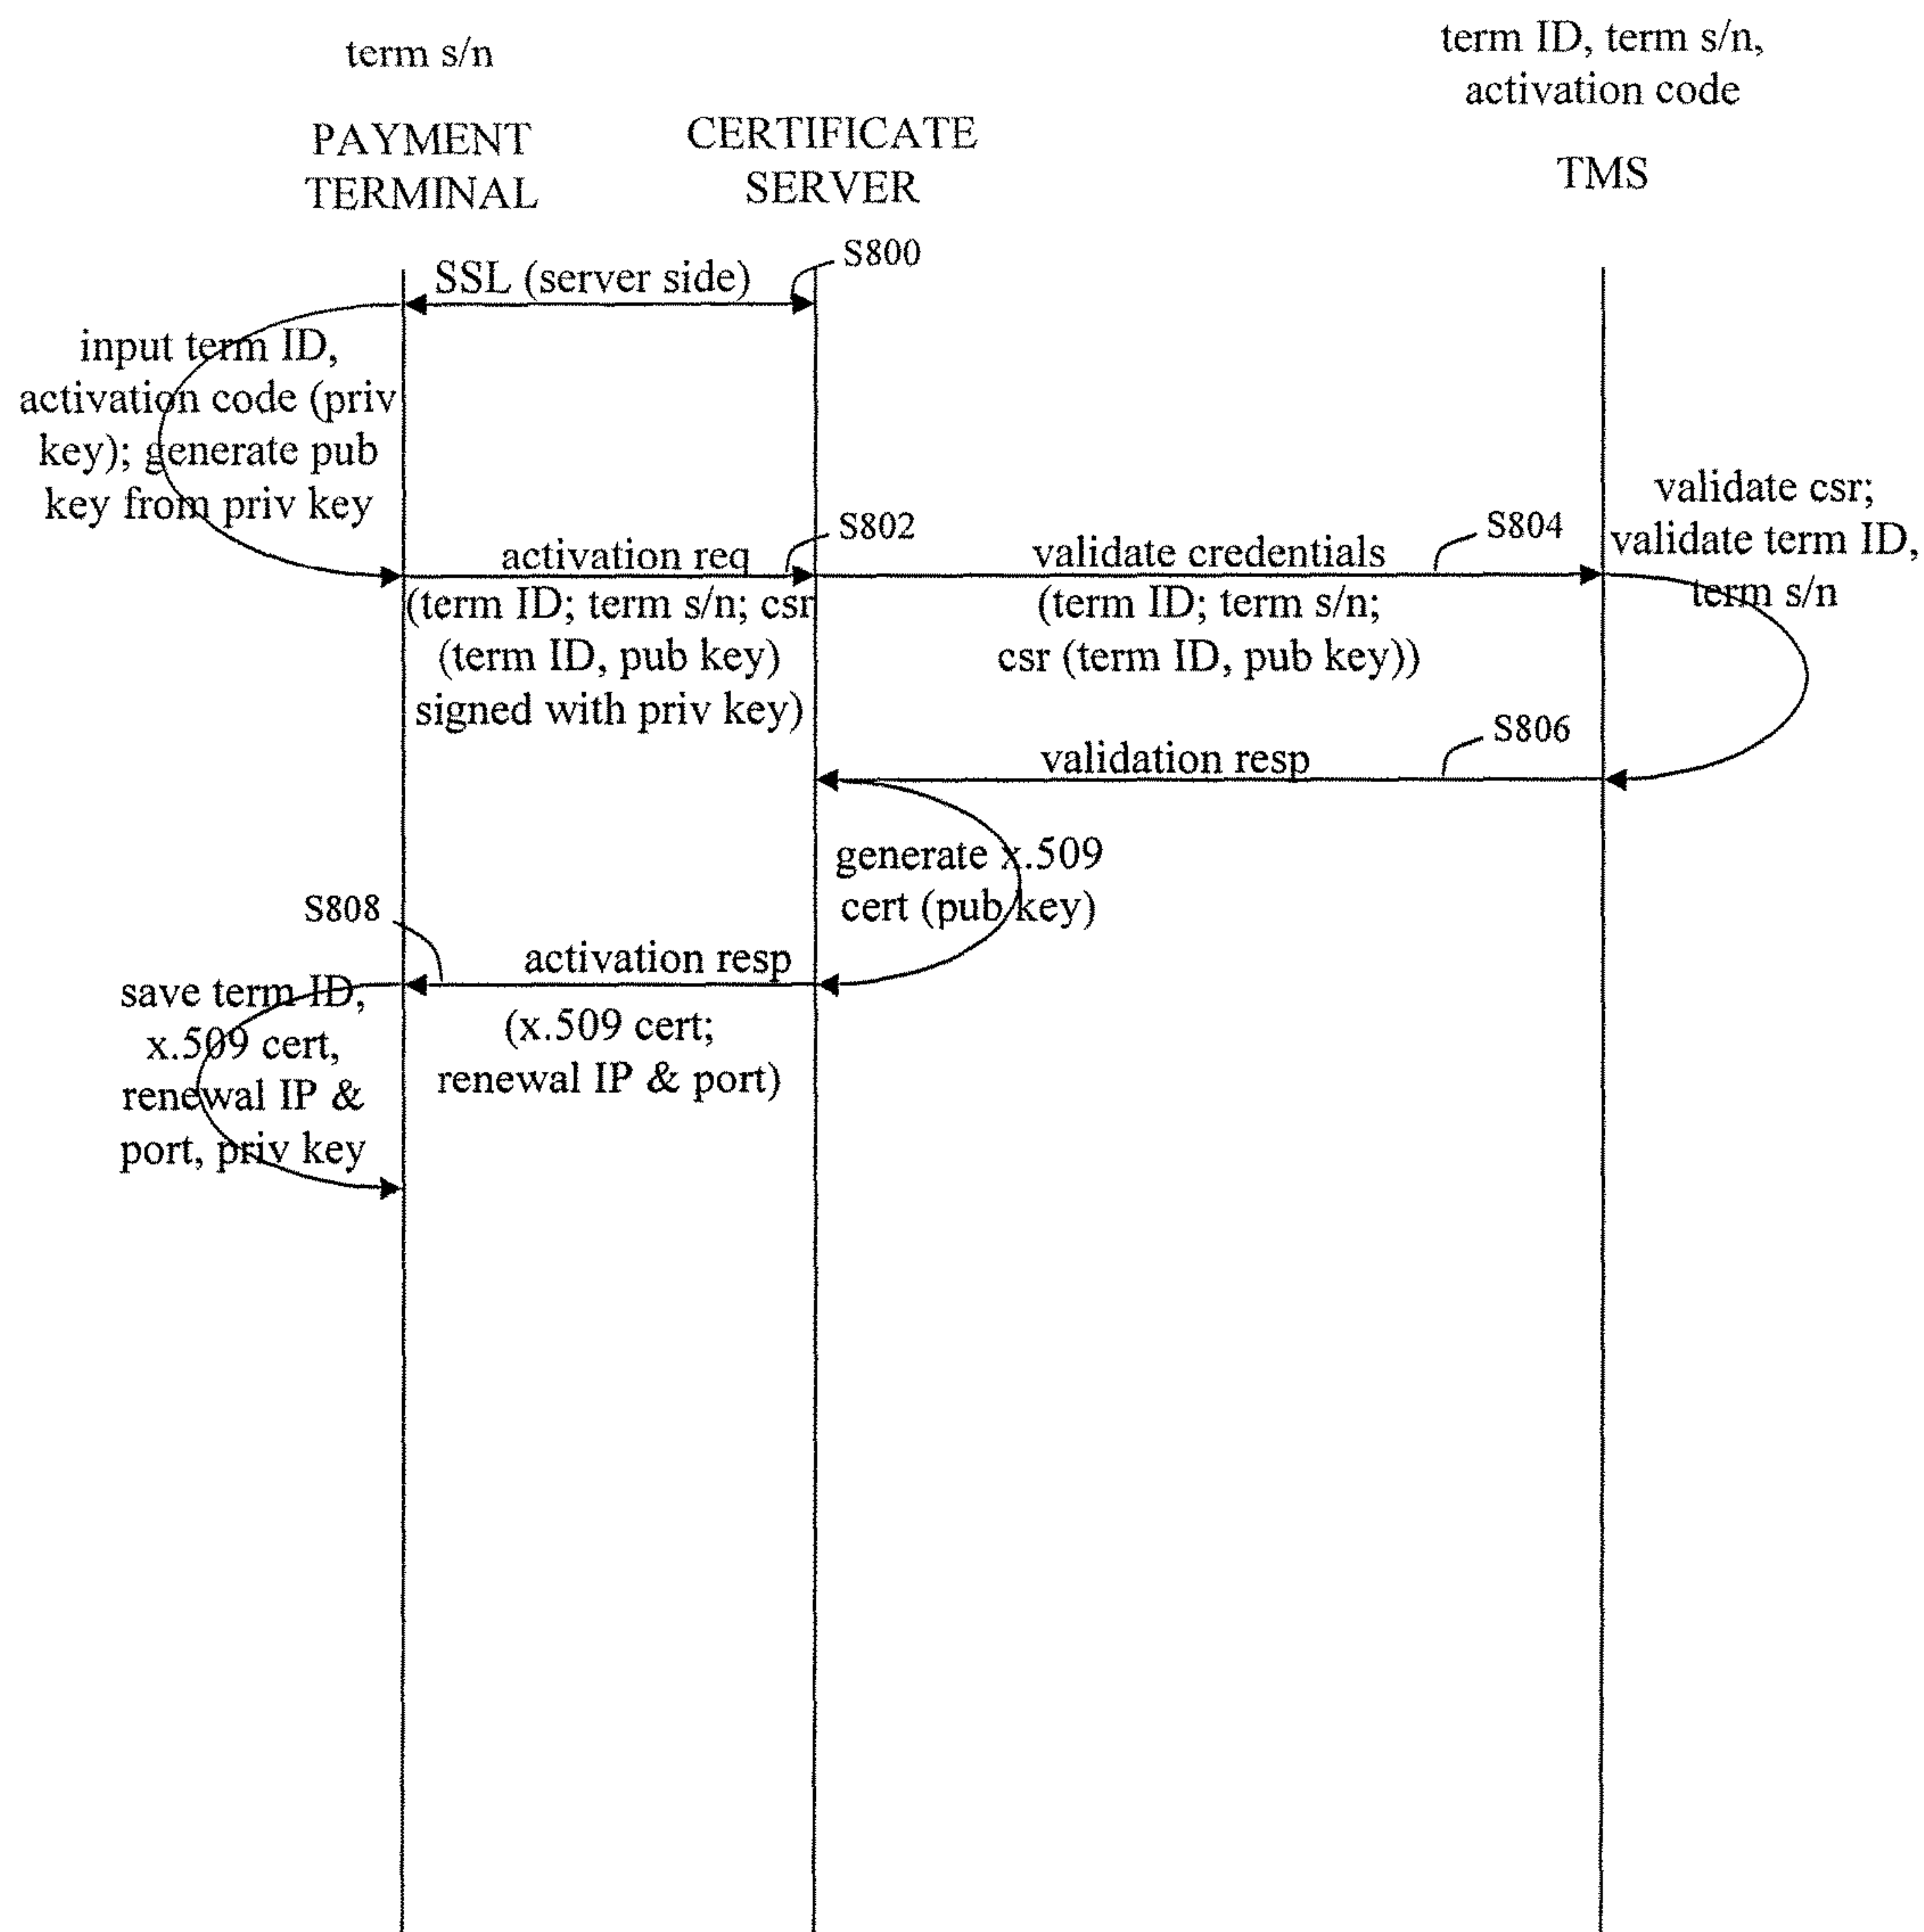 term s/n
PAYMENT
TERMINAL
CERTIFICATE
SERVER
term ID, term s/n,
activation code
TMS
SSL (server side)
S800
input term ID,
activation code (priv
key); generate pub
key from priv key
activation req
S802
(term ID; term s/n; csr
(term ID, pub key)
signed with priv key)
validate credentials
S804
(term ID; term s/n;
csr (term ID, pub key))
validate csr;
validate term ID,
term s/n
validation resp
S806
generate x.509
cert (pub key)
S808
activation resp
(x.509 cert;
renewal IP & port)
save term ID,
x.509 cert,
renewal IP &
port, priv key